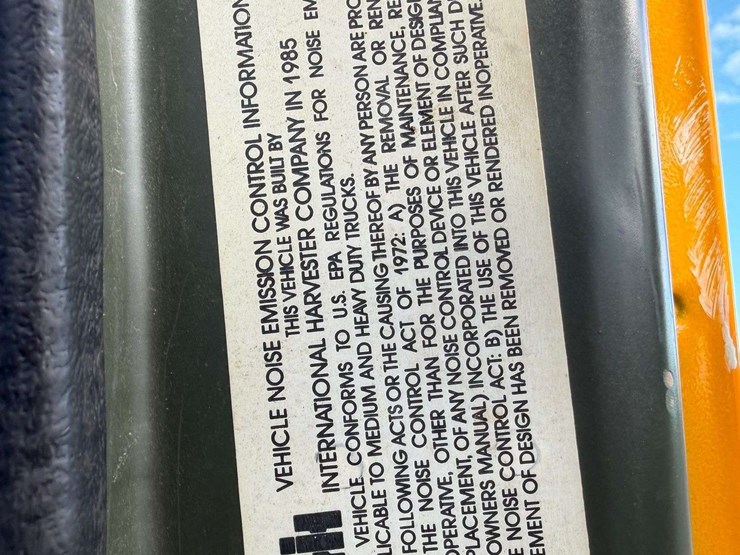 VEHICLE NOISE EMISSION CONTROL INFORMATION
THIS VEHICLE WAS BUILT BY
INTERNATIONAL HARVESTER COMPANY IN 1985
VEHICLE CONFORMS TO U.S. EPA REGULATIONS FOR NOISE EM
LICABLE TO MEDIUM AND HEAVY DUTY TRUCKS.
FOLLOWING ACTS OR THE CAUSING THEREOF BY ANY PERSON ARE PRO
THE NOISE CONTROL ACT OF 1972: A) THE REMOVAL OR REN
OPERATIVE, OTHER THAN FOR THE PURPOSES OF MAINTENANCE, RE
PLACEMENT, OF ANY NOISE CONTROL DEVICE OR ELEMENT OF DESIG
OWNERS MANUAL) INCORPORATED INTO THIS VEHICLE IN COMPLIAN
E NOISE CONTROL ACT: B) THE USE OF THIS VEHICLE AFTER SUCH D
EMENT OF DESIGN HAS BEEN REMOVED OR RENDERED INOPERATIVE.